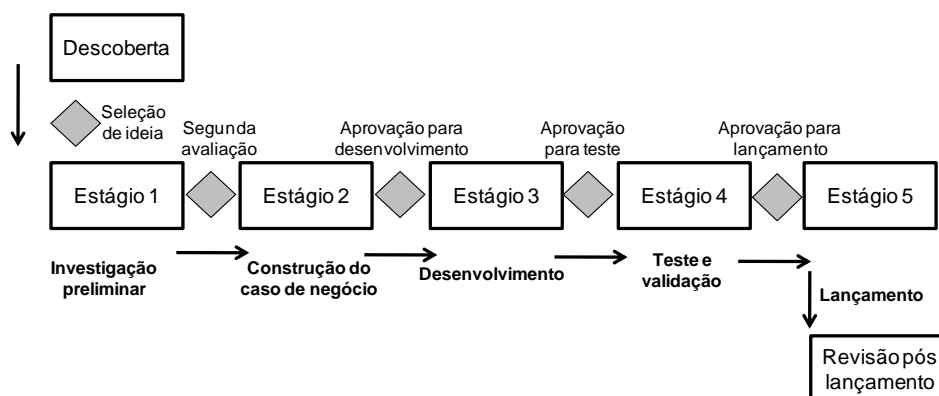 Descoberta
Seleção
de ideia
Segunda
avaliação
Aprovação para
desenvolvimento
Aprovação
para teste
Aprovação para
lançamento
Estágio 1
Estágio 2
Estágio 3
Estágio 4
Estágio 5
Investigação
preliminar
Construção do
caso de negócio
Desenvolvimento
Teste e
validação
Lançamento
Revisão pós
lançamento